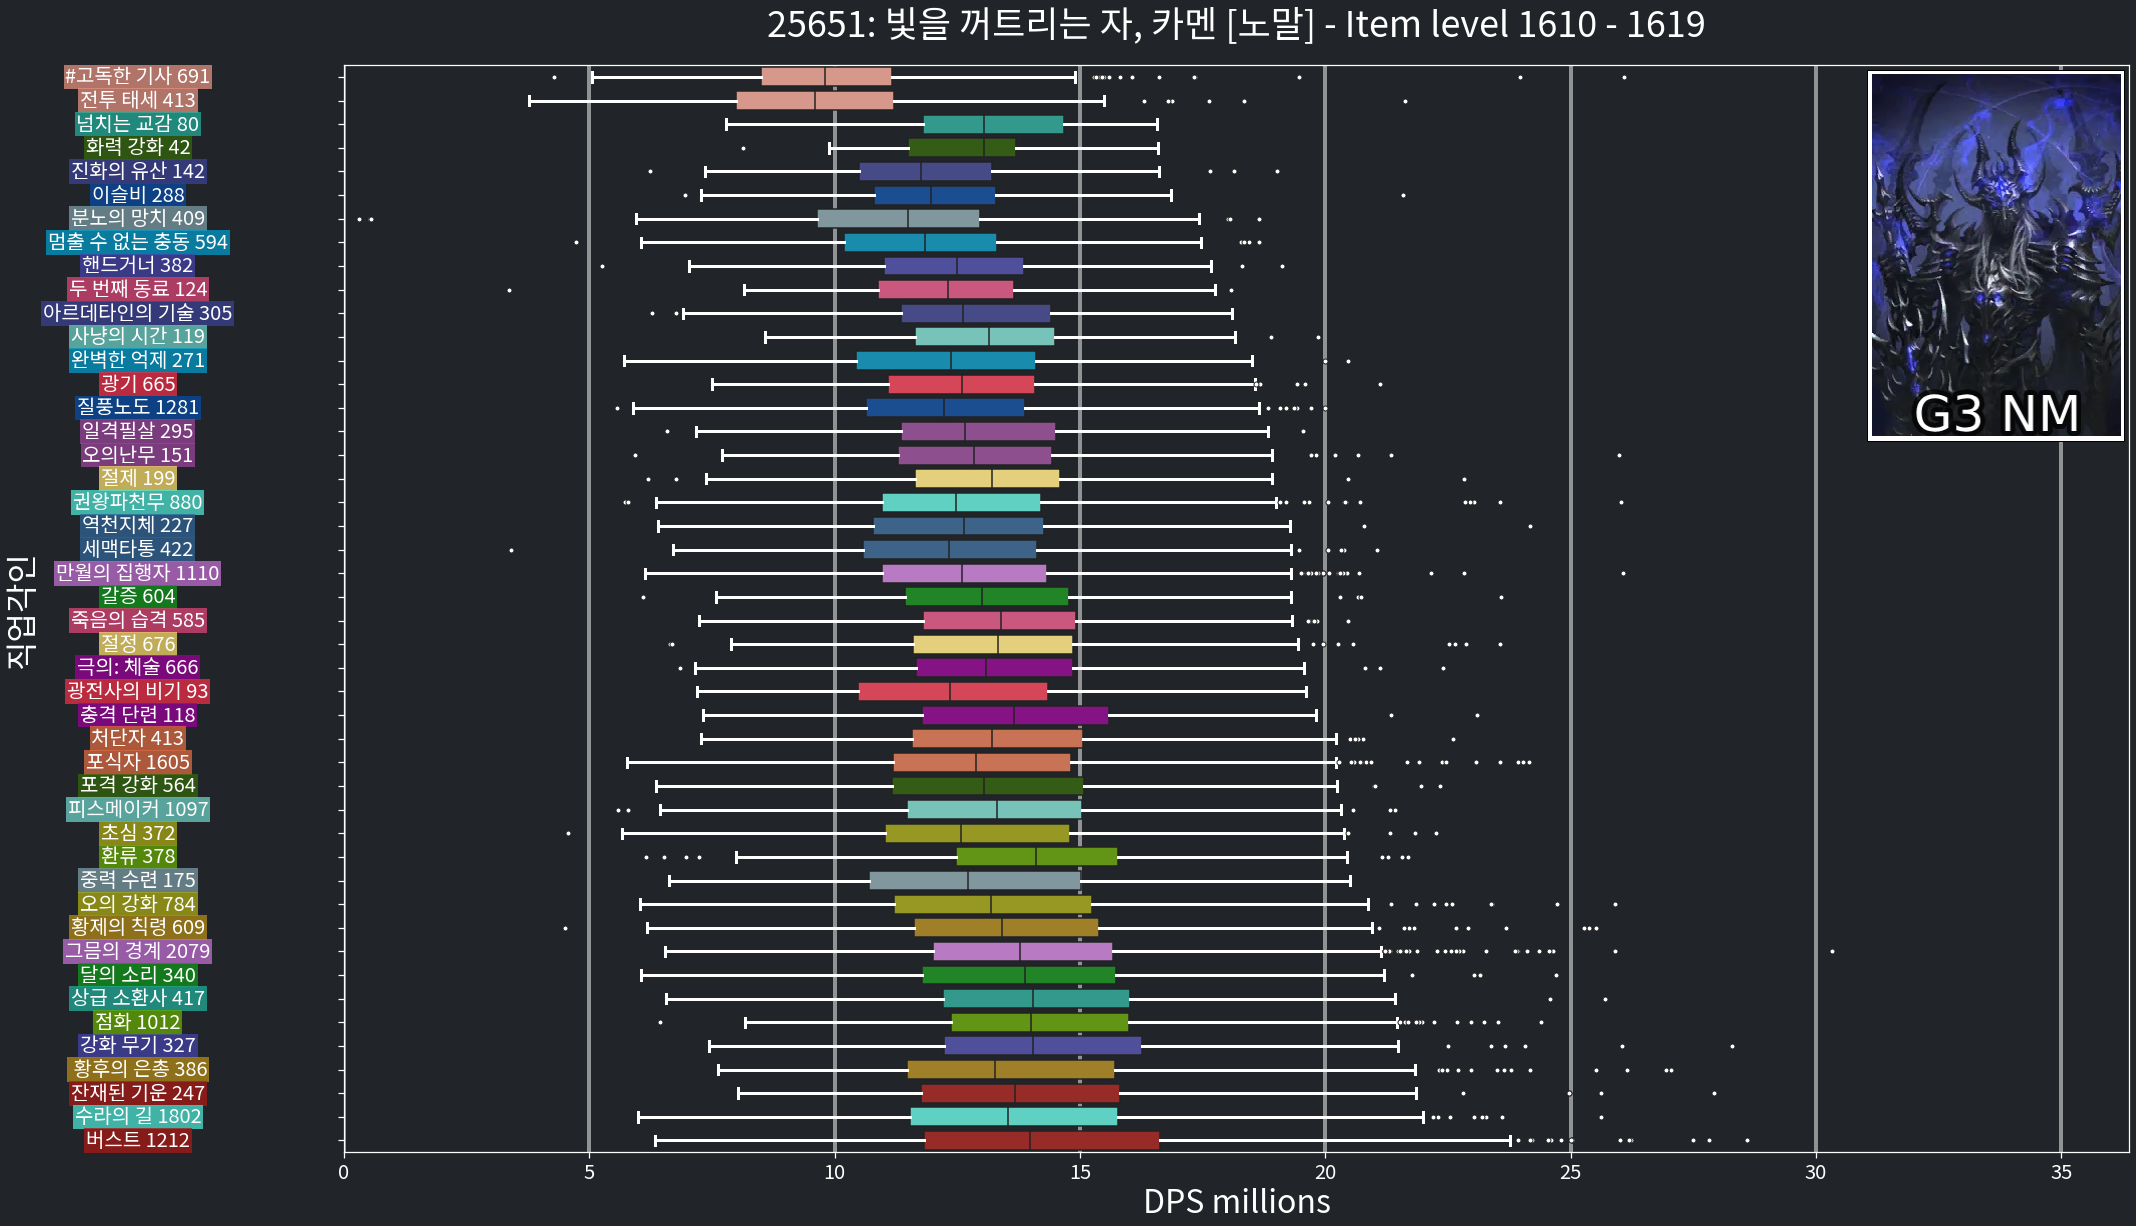 25651: 빛을 꺼트리는 자, 카멘 [노말] - Item level 1610 - 1619
#고독한 기사 691
전투 태세 413
넘치는 교감 80
화력 강화 42
진화의 유산 142
이슬비 288
분노의 망치 409
멈출 수 없는 충동 594
핸드거너 382
두 번째 동료 124
아르데타인의 기술 305
사냥의 시간 119
완벽한 억제 271
광기 665
질풍노도 1281
일격필살 295
오의난무 151
절제 199
권왕파천무 880
역천지체 227
세맥타통 422
만월의 집행자 1110
갈증 604
죽음의 습격 585
절정 676
극의: 체술 666
광전사의 비기 93
충격 단련 118
처단자 413
포식자 1605
포격 강화 564
피스메이커 1097
초심 372
환류 378
중력 수련 175
오의 강화 784
황제의 칙령 609
그믐의 경계 2079
달의 소리 340
상급 소환사 417
점화 1012
강화 무기 327
황후의 은총 386
잔재된 기운 247
수라의 길 1802
버스트 1212
직업각인
G3 NM
0 5 10 15 20 25 30 35
DPS millions